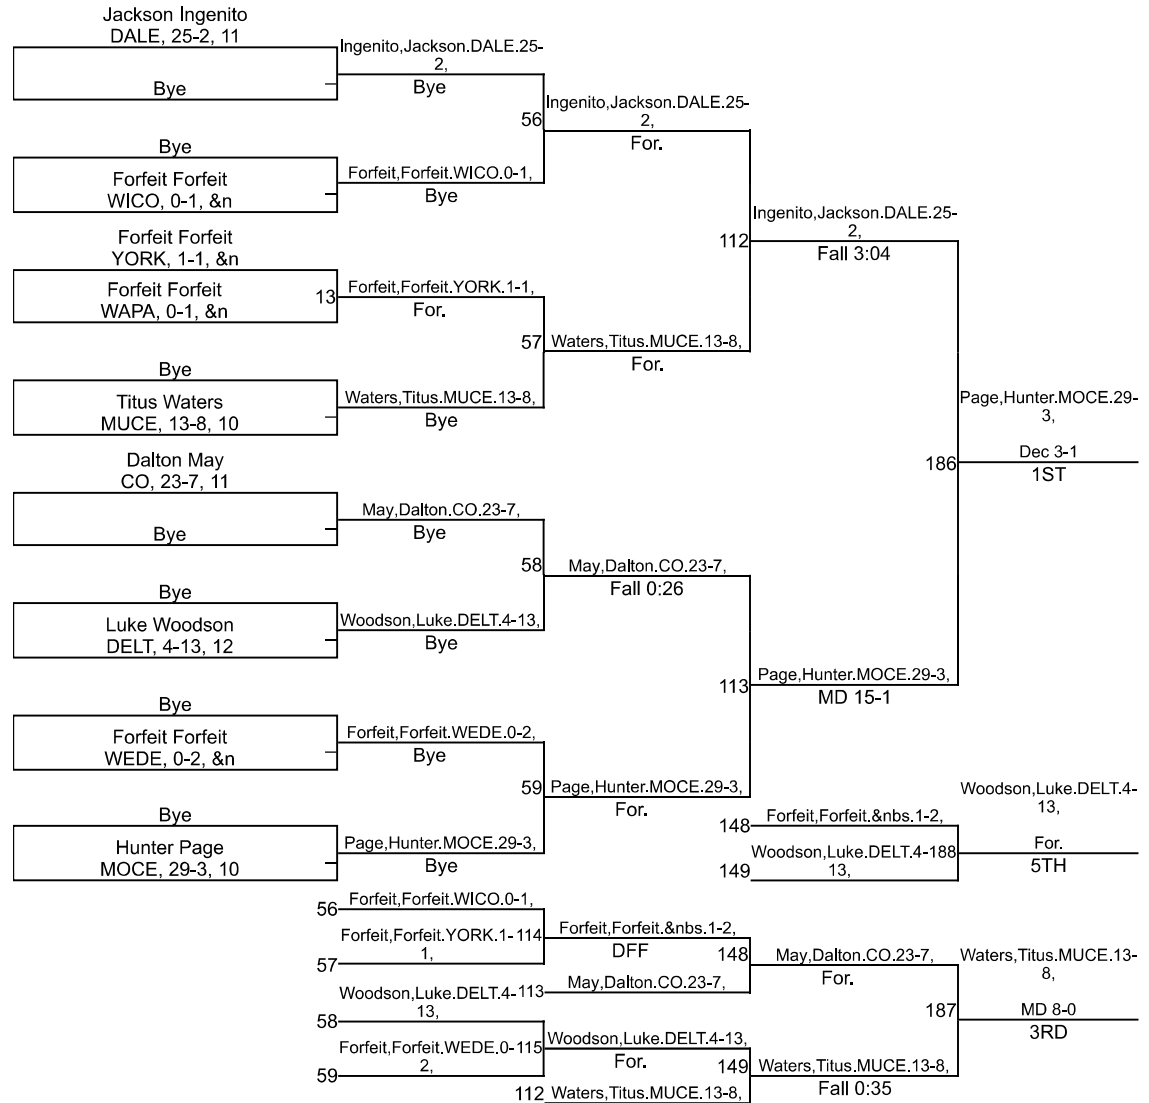 Jackson Ingenito
DALE, 25-2, 11
Bye
Bye
Forfeit Forfeit
WICO, 0-1, &n
Forfeit Forfeit
YORK, 1-1, &n
Forfeit Forfeit
WAPA, 0-1, &n
13
Bye
Titus Waters
MUCE, 13-8, 10
Dalton May
CO, 23-7, 11
Bye
Bye
Luke Woodson
DELT, 4-13, 12
Bye
Forfeit Forfeit
WEDE, 0-2, &n
Bye
Hunter Page
MOCE, 29-3, 10
Ingenito,Jackson.DALE.25-
2,
Bye
56
Forfeit,Forfeit.WICO.0-1,
Bye
Forfeit,Forfeit.YORK.1-1,
For.
57
Waters,Titus.MUCE.13-8,
Bye
May,Dalton.CO.23-7,
Bye
58
Woodson,Luke.DELT.4-13,
Bye
Forfeit,Forfeit.WEDE.0-2,
Bye
59
Page,Hunter.MOCE.29-3,
Bye
Ingenito,Jackson.DALE.25-
2,
For.
112
Waters,Titus.MUCE.13-8,
For.
May,Dalton.CO.23-7,
Fall 0:26
113
Page,Hunter.MOCE.29-3,
For.
Ingenito,Jackson.DALE.25-
2,
Fall 3:04
186
Page,Hunter.MOCE.29-3,
MD 15-1
Page,Hunter.MOCE.29-
3,
Dec 3-1
1ST
148
Forfeit,Forfeit.&nbs.1-2,
149
Woodson,Luke.DELT.4-188
13,
Woodson,Luke.DELT.4-
13,
For.
5TH
56
Forfeit,Forfeit.WICO.0-1,
57
Forfeit,Forfeit.YORK.1-114
1,
Forfeit,Forfeit.&nbs.1-2,
DFF
148
Woodson,Luke.DELT.4-113
13,
May,Dalton.CO.23-7,
58
Forfeit,Forfeit.WEDE.0-115
2,
59
Woodson,Luke.DELT.4-13,
For.
149
112
Waters,Titus.MUCE.13-8,
May,Dalton.CO.23-7,
For.
187
Waters,Titus.MUCE.13-8,
Fall 0:35
Waters,Titus.MUCE.13-
8,
MD 8-0
3RD